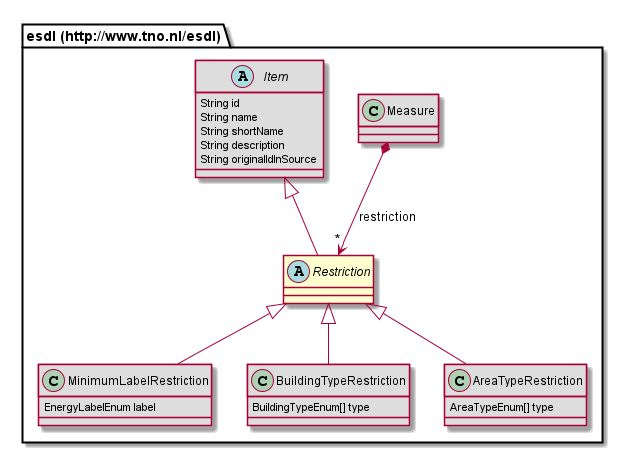 esdl (http://www.tno.nl/esdl)
A Item
String id
String name
String shortName
String description
String originalIdInSource
C Measure
restriction
*
A Restriction
C MinimumLabelRestriction
EnergyLabelEnum label
C BuildingTypeRestriction
BuildingTypeEnum[] type
C AreaTypeRestriction
AreaTypeEnum[] type